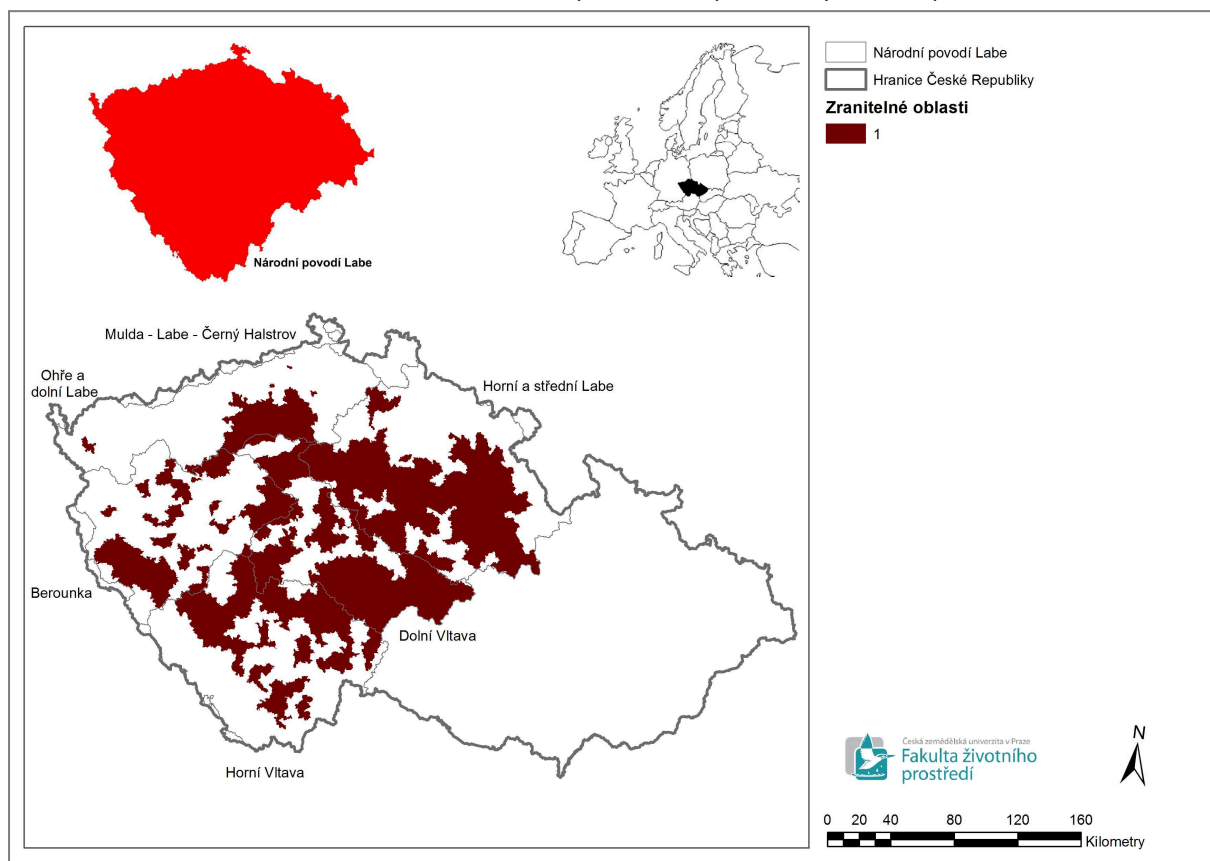 Národní povodí Labe
Mulda - Labe - Černý Halstrov
Ohře a
dolní Labe
Horní a střední Labe
Berounka
Dolní Vltava
Horní Vltava
Národní povodí Labe
Hranice České Republiky
Zranitelné oblasti
1
Česká zemědělská univerzita v Praze
Fakulta životního
prostředí
N
0 20 40 80 120 160
Kilometry